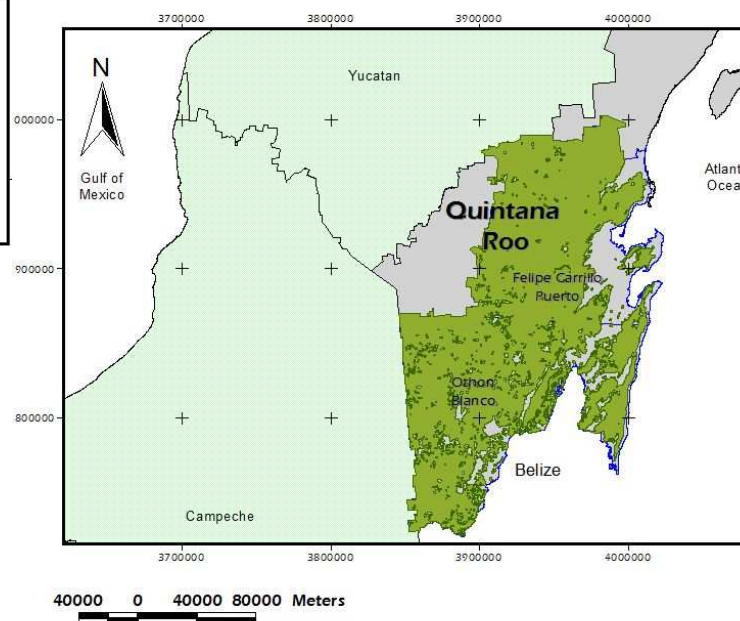 3700000 3800000 3900000 4000000
N
Yucatan
000000
Gulf of
Mexico
Atlant
Ocea
Quintana
Roo
900000
Felipe Carrillo
Puerto
Othon
Blanco
800000
Belize
Campeche
3700000 3800000 3900000 4000000
40000 0 40000 80000 Meters